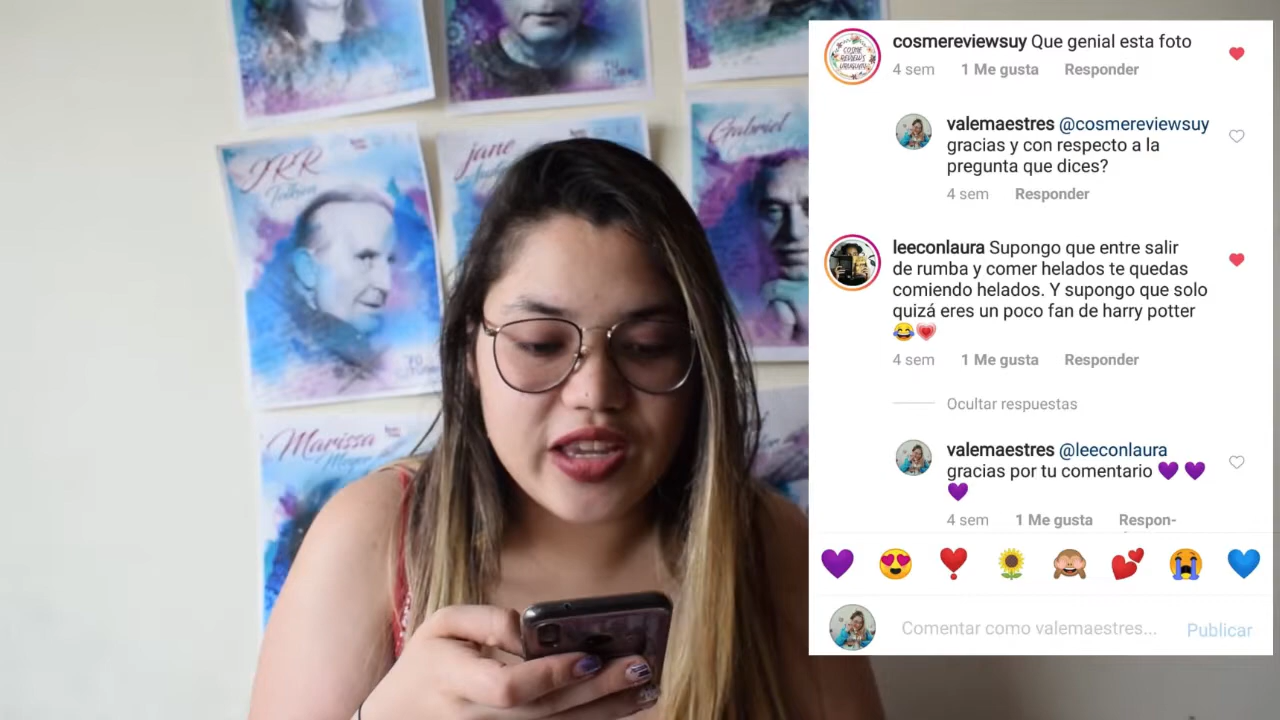 JRR
Tolkien
jane
Gabriel
Marissa
Meyer
COSME
REVIEWS
URUGUAY
cosmereviewsuy Que genial esta foto
4 sem 1 Me gusta Responder
valemaestres @cosmereviewsuy
gracias y con respecto a la
pregunta que dices?
4 sem Responder
leeconlaura Supongo que entre salir
de rumba y comer helados te quedas
comiendo helados. Y supongo que solo
quizá eres un poco fan de harry potter
😂💗
4 sem 1 Me gusta Responder
Ocultar respuestas
valemaestres @leeconlaura
gracias por tu comentario 💜 💜
💜
4 sem 1 Me gusta Respon-
💜 😍 ❣️ 🌻 🙈 💕 😭 💙
Comentar como valemaestres... Publicar